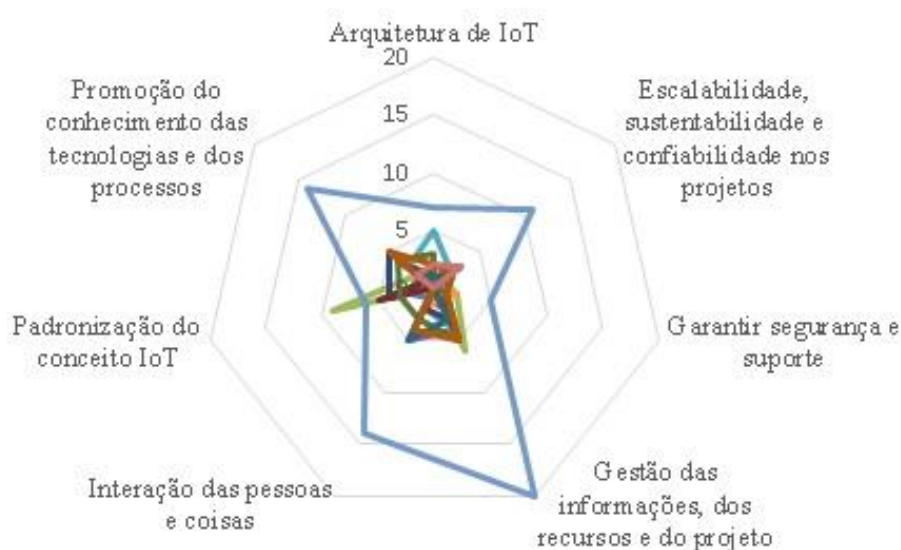 Arquitetura de IoT
20
15
10
5
Escalabilidade,
sustentabilidade e
confiabilidade nos
projetos
Garantir segurança e
suporte
Gestão das
informações, dos
recursos e do projeto
Interação das pessoas
e coisas
Padronização do
conceito IoT
Promoção do
conhecimento das
tecnologias e dos
processos